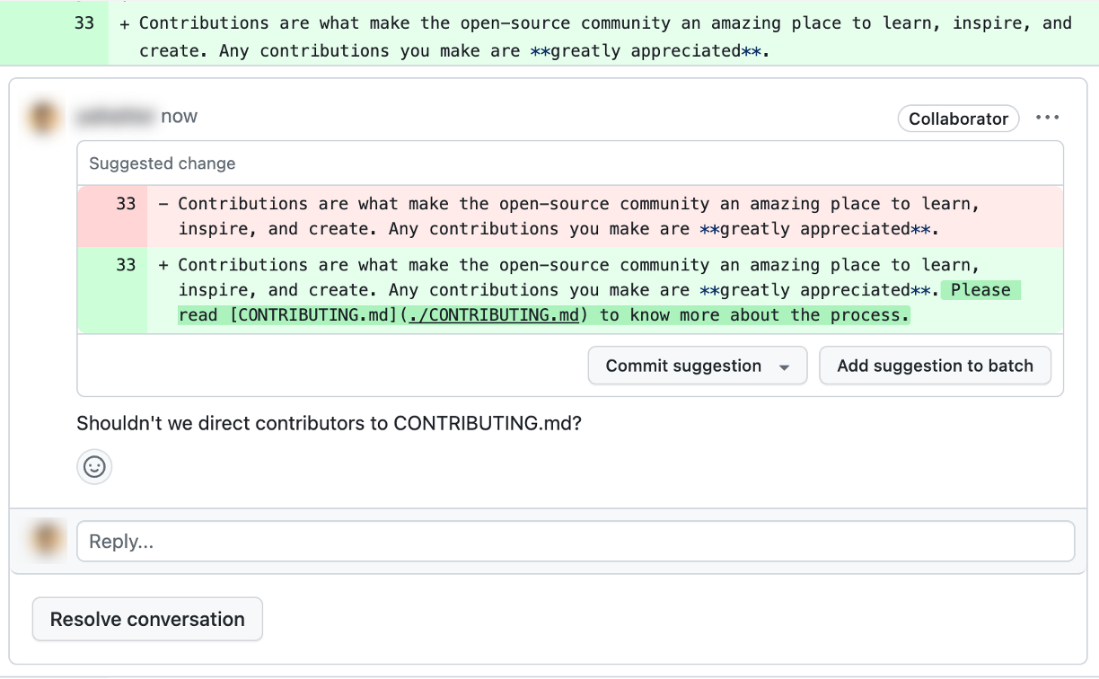 33 + Contributions are what make the open-source community an amazing place to learn, inspire, and
create. Any contributions you make are **greatly appreciated**.
now
Collaborator ···
Suggested change
33 - Contributions are what make the open-source community an amazing place to learn,
inspire, and create. Any contributions you make are **greatly appreciated**.
33 + Contributions are what make the open-source community an amazing place to learn,
inspire, and create. Any contributions you make are **greatly appreciated**. Please
read [CONTRIBUTING.md](./CONTRIBUTING.md) to know more about the process.
Commit suggestion
Add suggestion to batch
Shouldn't we direct contributors to CONTRIBUTING.md?
Reply...
Resolve conversation